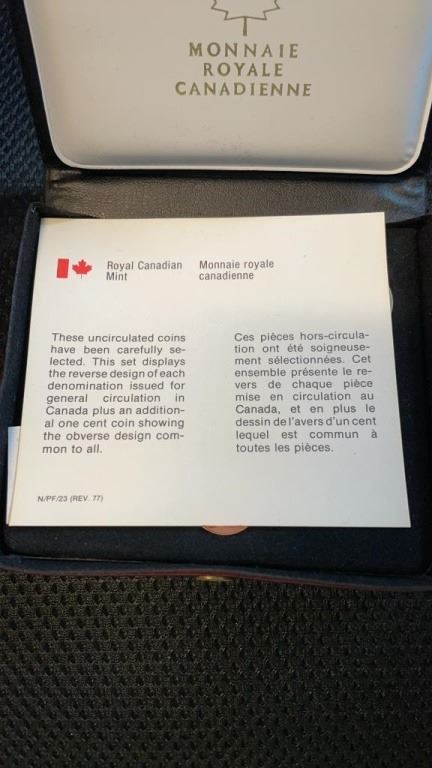 MONNAIE
ROYALE
CANADIENNE
Royal Canadian
Mint
Monnaie royale
canadienne
These uncirculated coins
have been carefully se-
lected. This set displays
the reverse design of each
denomination issued for
general circulation in
Canada plus an addition-
al one cent coin showing
the obverse design com-
mon to all.
Ces pièces hors-circula-
tion ont été soigneuse-
ment sélectionnées. Cet
ensemble présente le re-
vers de chaque pièce
mise en circulation au
Canada, et en plus le
dessin de l'avers d'un cent
lequel est commun à
toutes les pièces.
N/PF/23 (REV. 77)